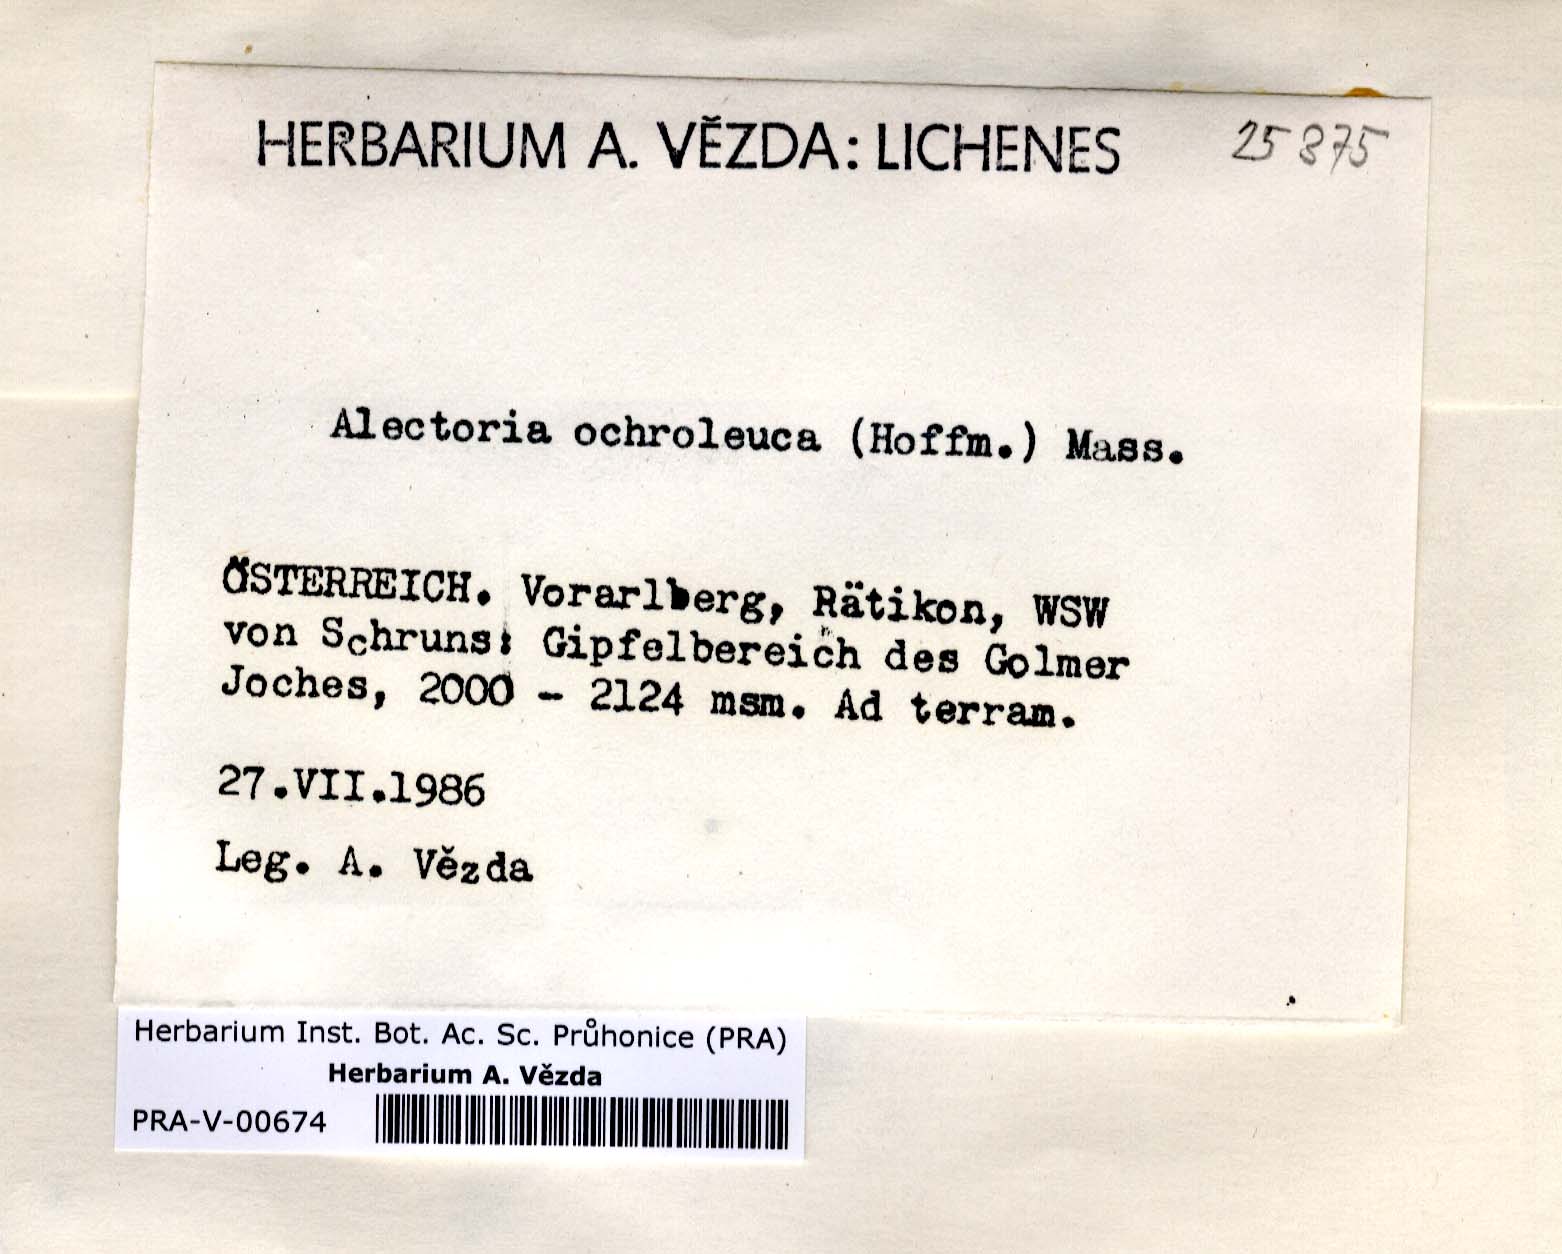 HERBARIUM A. VĚZDA: LICHENES 25 875
Alectoria ochroleuca (Hoffm.) Mass.
ÖSTERREICH. Vorarlberg, Rätikon, WSW
von Schruns: Gipfelbereich des Golmer
Joches, 2000 - 2124 msm. Ad terram.
27.VII.1986
Leg. A. Vězda
Herbarium Inst. Bot. Ac. Sc. Průhonice (PRA)
Herbarium A. Vězda
PRA-V-00674